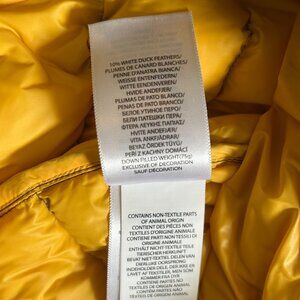 10% WHITE DUCK FEATHERS/
PLUMES DE CANARD BLANCHES/
PENNE D'ANATRA BIANCA/
WEISSE ENTENFEDERN/
WITTE EENDENVEREN/
HVIDE ANDEFJER/
PLUMAS DE PATO BLANCO/
PENAS DE PATO BRANCO/
БЕЛОЕ УТИНОЕ ПЕРО/
БЕЛИ ПАТЕШКИ ПЕРА/
ΦΤΕΡΑ ΛΕΥΚΗΣ ΠΑΠΙΑΣ/
HVITE ANDEFJÆR/
VITA ANKFJÄDRAR/
BEYAZ ÖRDEK TÜYÜ/
PEŘÍ Z KACHNY DOMÁCÍ
DOWN FILLED WEIGHT(75g)
EXCLUSIVE OF DECORATION
SAUF DÉCORATION
CONTAINS NON-TEXTILE PARTS
OF ANIMAL ORIGIN
CONTIENT DES PIÈCES NON
TEXTILES D'ORIGINE ANIMALE
CONTIENE PARTI NON TESSILI DI
ORIGINE ANIMALE
ENTHÄLT NICHTTEXTILE TEILE
TIERISCHER HERKUNFT
BEVAT NIET-TEXTIEL DELEN VAN
DIERLIJKE OORSPRONG
INDEHOLDER DELE, DER IKKE ER
LAVET AF TEKSTILER, MEN SOM
KOMMER FRA DYR
CONTIENE PARTES NO
TEXTILES DE ORIGEN ANIMAL